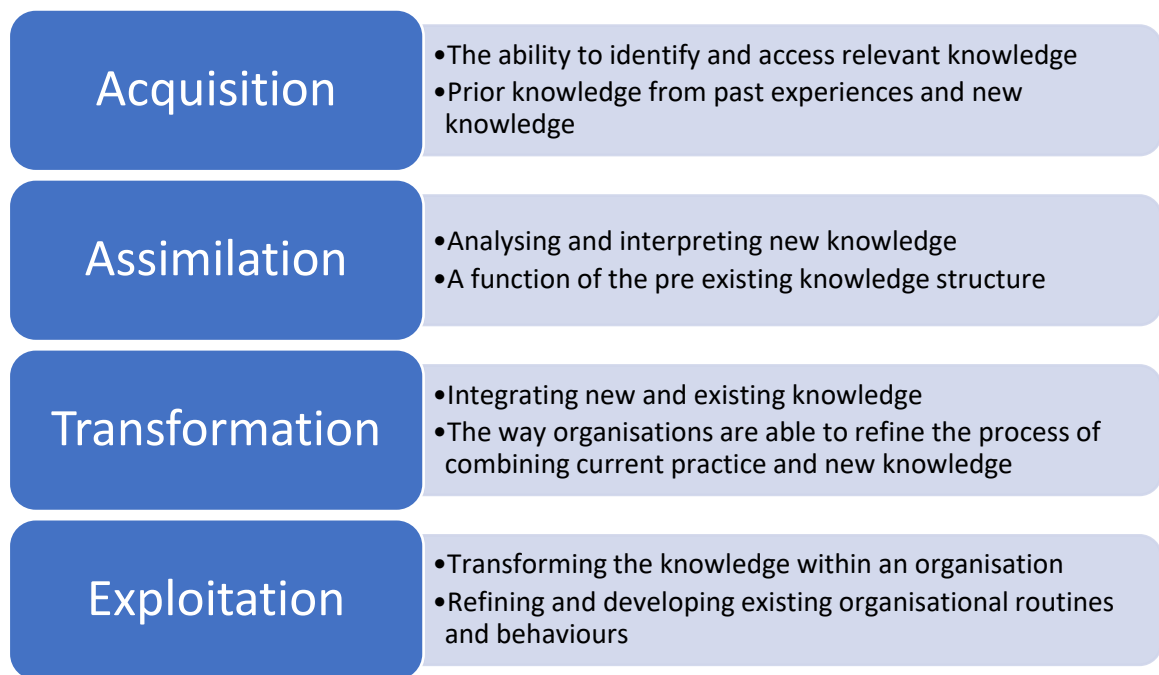 Acquisition
•The ability to identify and access relevant knowledge
•Prior knowledge from past experiences and new
knowledge
Assimilation
•Analysing and interpreting new knowledge
•A function of the pre existing knowledge structure
Transformation
•Integrating new and existing knowledge
•The way organisations are able to refine the process of
combining current practice and new knowledge
Exploitation
•Transforming the knowledge within an organisation
•Refining and developing existing organisational routines
and behaviours